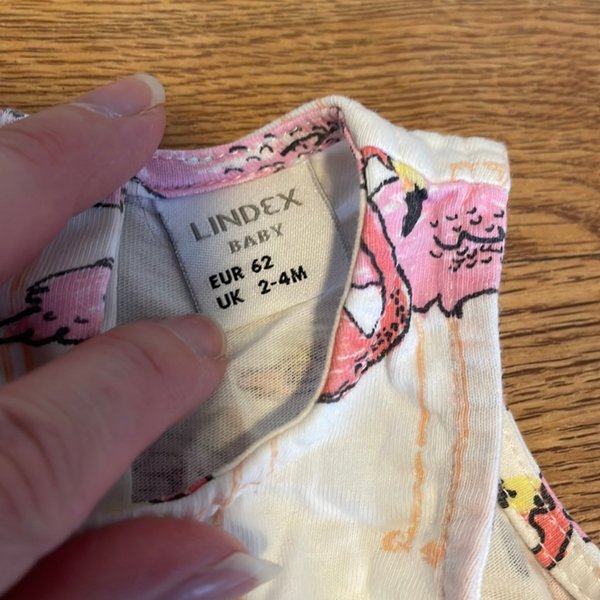 LINDEX
BABY
EUR 62
UK 2-4M